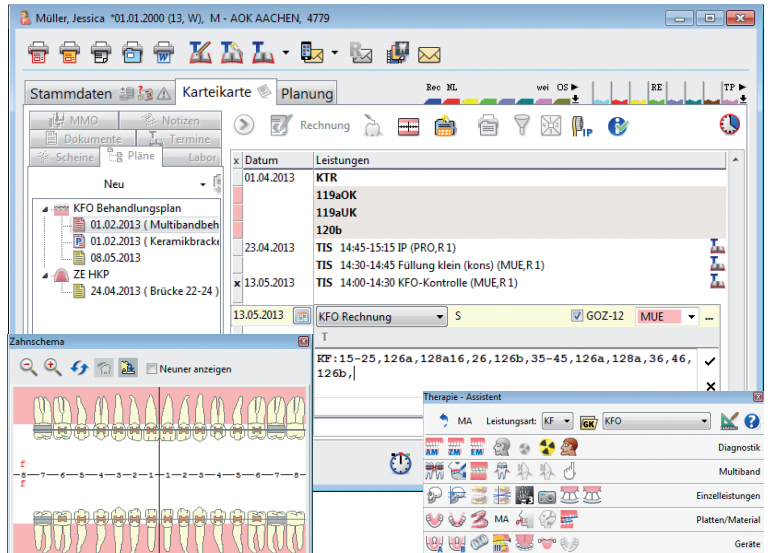 Müller, Jessica *01.01.2000 (13, W), M - AOK AACHEN, 4779
Stammdaten Karteikarte Planung
Rec NL wei OS RE TP
MMO Notizen
Dokumente Termine
Scheine Pläne Labor
Rechnung
IP
Neu
KFO Behandlungsplan
01.02.2013 ( Multibandbeh
01.02.2013 ( Keramikbracke
08.05.2013
ZE HKP
24.04.2013 ( Brücke 22-24 )
x Datum Leistungen
01.04.2013 KTR
119aOK
119aUK
120b
23.04.2013 TIS 14:45-15:15 IP (PRO,R 1)
TIS 14:30-14:45 Füllung klein (kons) (MUE,R 1)
x 13.05.2013 TIS 14:00-14:30 KFO-Kontrolle (MUE,R 1)
13.05.2013 KFO Rechnung S GOZ-12 MUE ...
T
KF:15-25,126a,128a16,26,126b,35-45,126a,128a,36,46,
126b,
Zahnschema
Neuner anzeigen
8-7-6-5-4-3-2-1-1-2-3-4-5-6-7-8
Therapie - Assistent
MA Leistungsart: KF GK KFO
AM ZM EM Diagnostik
Multiband
Einzelleistungen
MA Platten/Material
A B Geräte